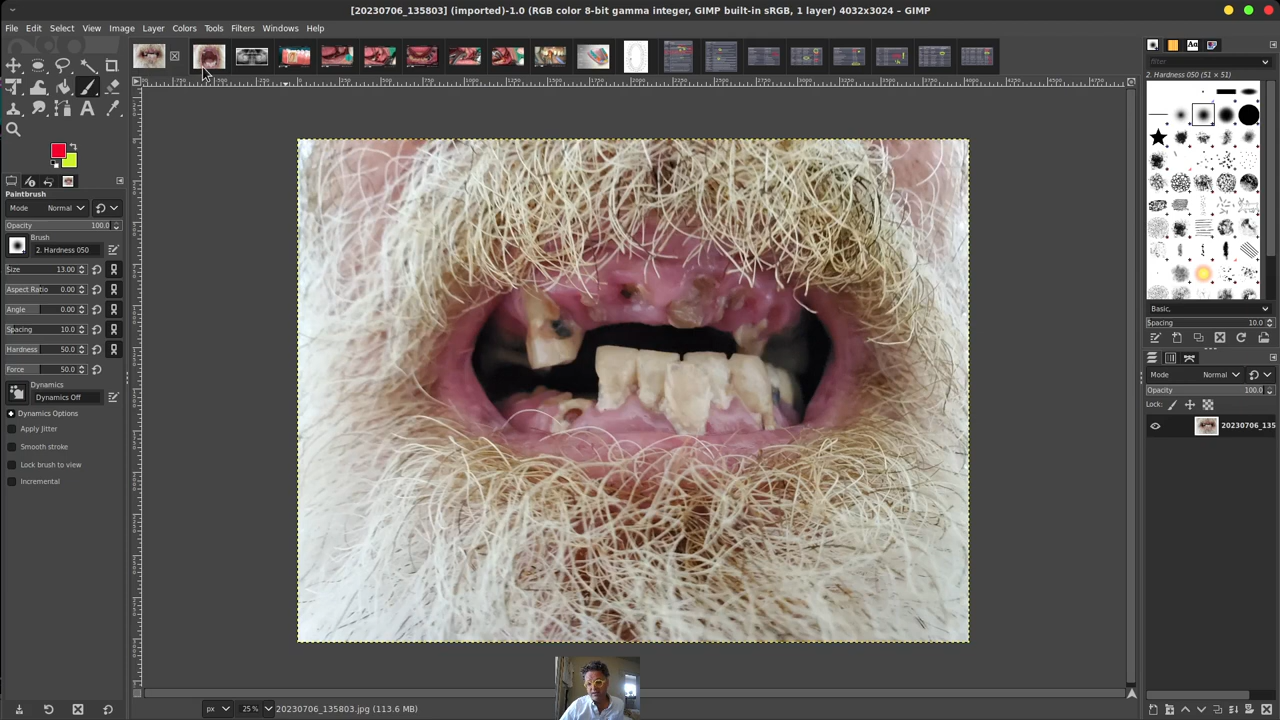 [20230706_135803] (imported)-1.0 (RGB color 8-bit gamma integer, GIMP built-in sRGB, 1 layer) 4032x3024 – GIMP
File Edit Select View Image Layer Colors Tools Filters Windows Help
filter
2. Hardness 050 (51 × 51)
Paintbrush
Mode Normal
Opacity 100.0
Brush
2. Hardness 050
Size 13.00
Aspect Ratio 0.00
Angle 0.00
Spacing 10.0
Hardness 50.0
Force 50.0
Dynamics
Dynamics Off
Dynamics Options
Apply Jitter
Smooth stroke
Lock brush to view
Incremental
Basic,
Spacing 10.0
Mode Normal
Opacity 100.0
Lock:
20230706_135
px 25 % 20230706_135803.jpg (113.6 MB)